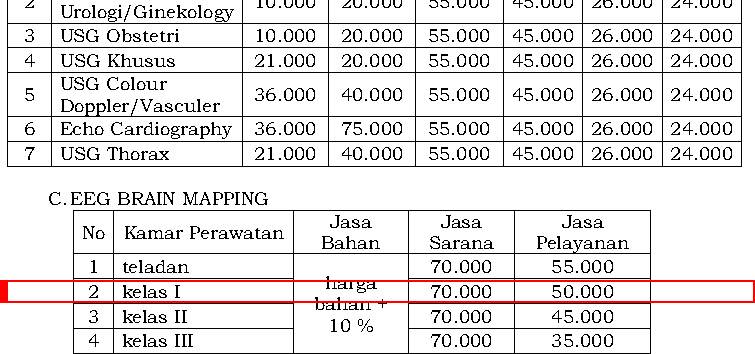 2 Urologi/Ginekologi 10.000 20.000 55.000 45.000 26.000 24.000
3 USG Obstetri 10.000 20.000 55.000 45.000 26.000 24.000
4 USG Khusus 21.000 20.000 55.000 45.000 26.000 24.000
USG Colour
5 Doppler/Vasculer 36.000 40.000 55.000 45.000 26.000 24.000
6 Echo Cardiography 36.000 75.000 55.000 45.000 26.000 24.000
7 USG Thorax 21.000 40.000 55.000 45.000 26.000 24.000
C. EEG BRAIN MAPPING
No Kamar Perawatan Jasa Bahan Jasa Sarana Jasa Pelayanan
1 teladan 70.000 55.000
harga
2 kelas I 70.000 50.000
bahan +
3 kelas II 70.000 45.000
10 %
4 kelas III 70.000 35.000